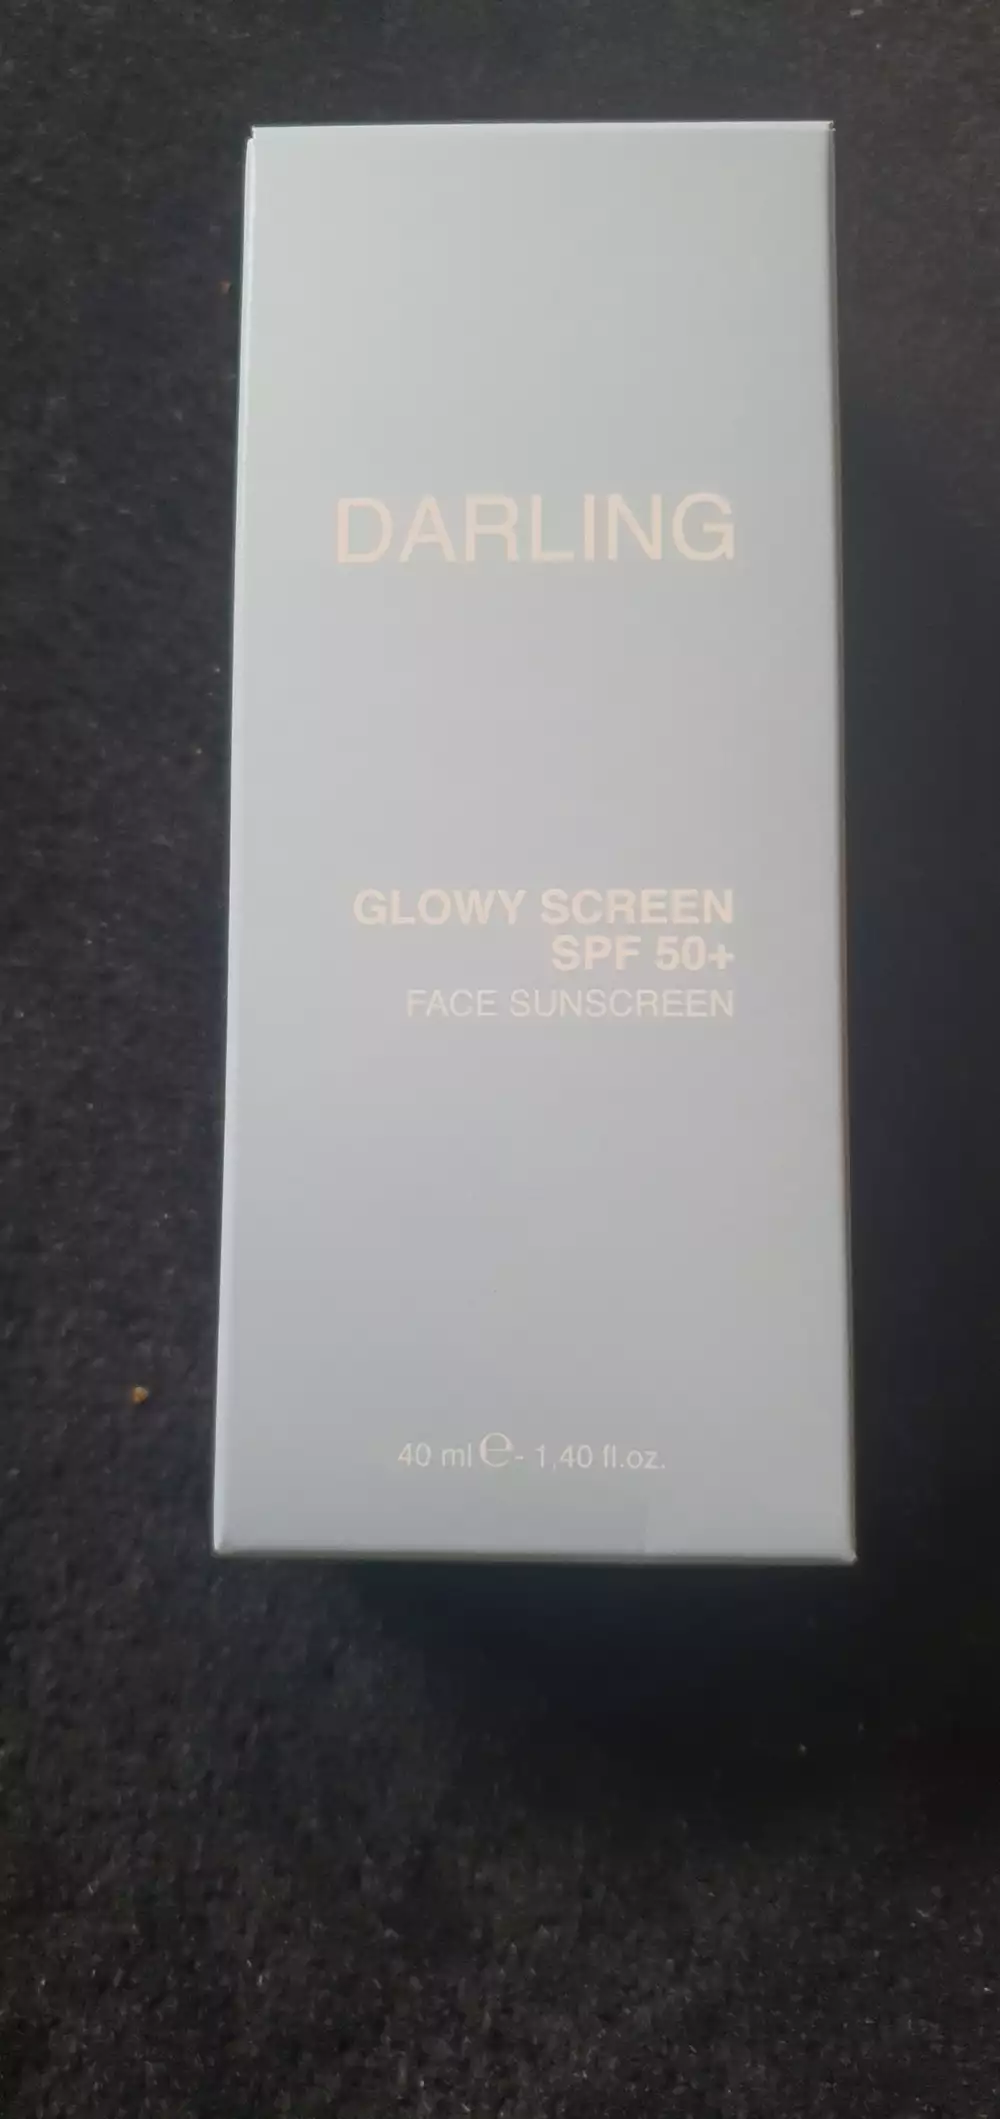 DARLING
GLOWY SCREEN
SPF 50+
FACE SUNSCREEN
40 ml ℮ - 1,40 fl.oz.